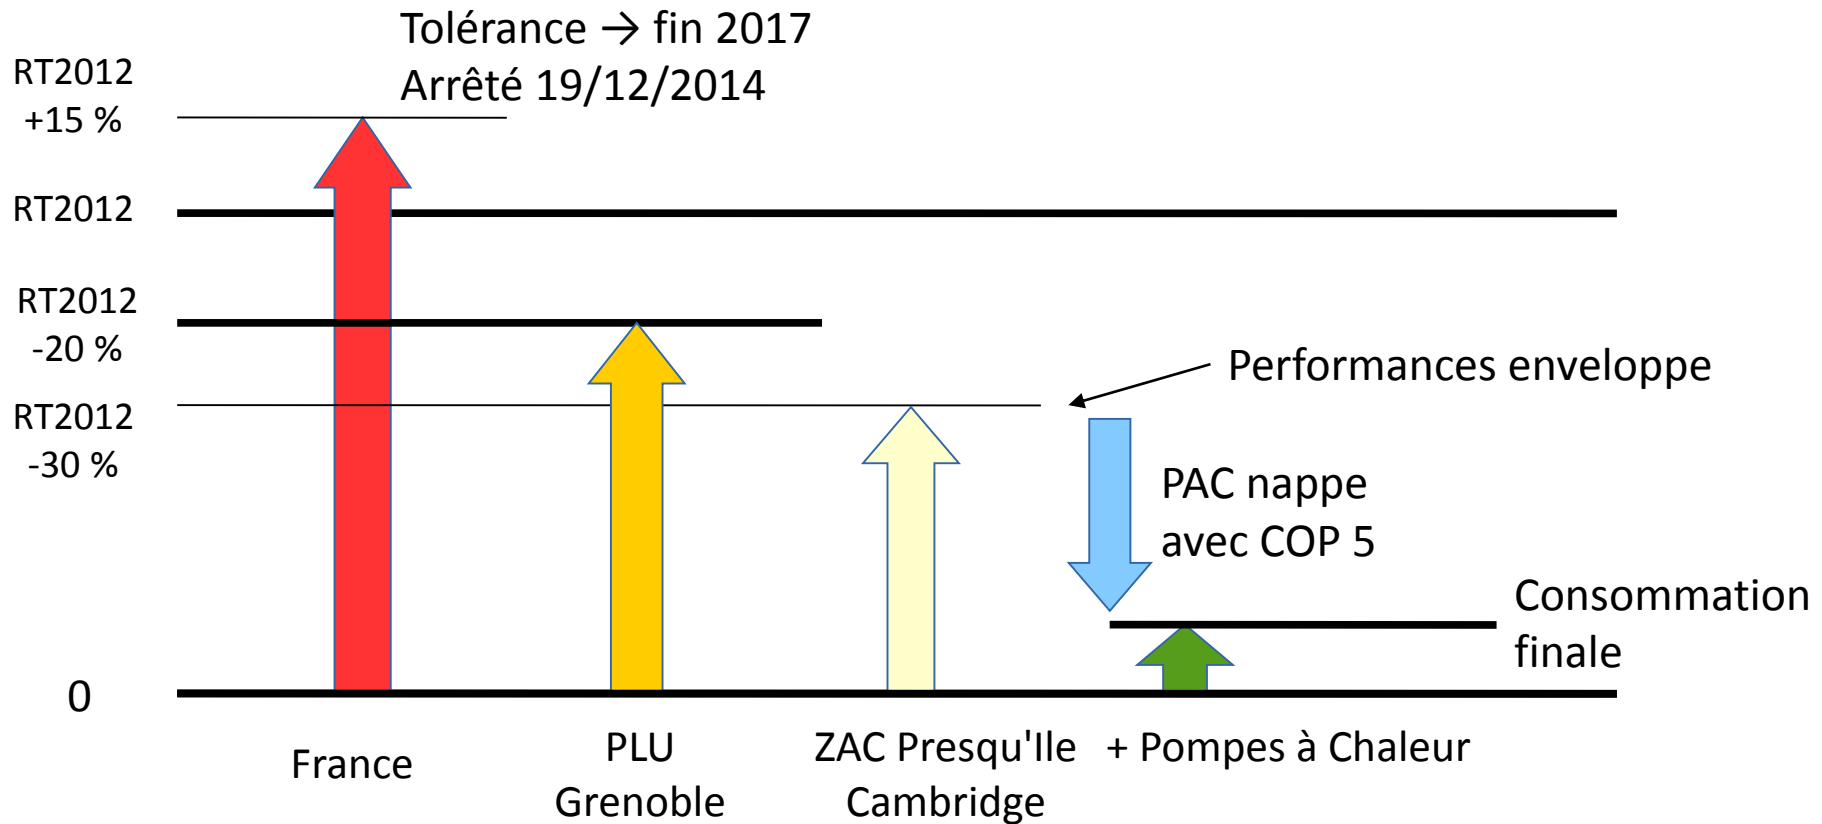 Tolérance → fin 2017
Arrêté 19/12/2014
RT2012
+15 %
RT2012
RT2012
-20 %
RT2012
-30 %
Performances enveloppe
PAC nappe
avec COP 5
Consommation
finale
0
France
PLU
Grenoble
ZAC Presqu'Ile
Cambridge
+ Pompes à Chaleur